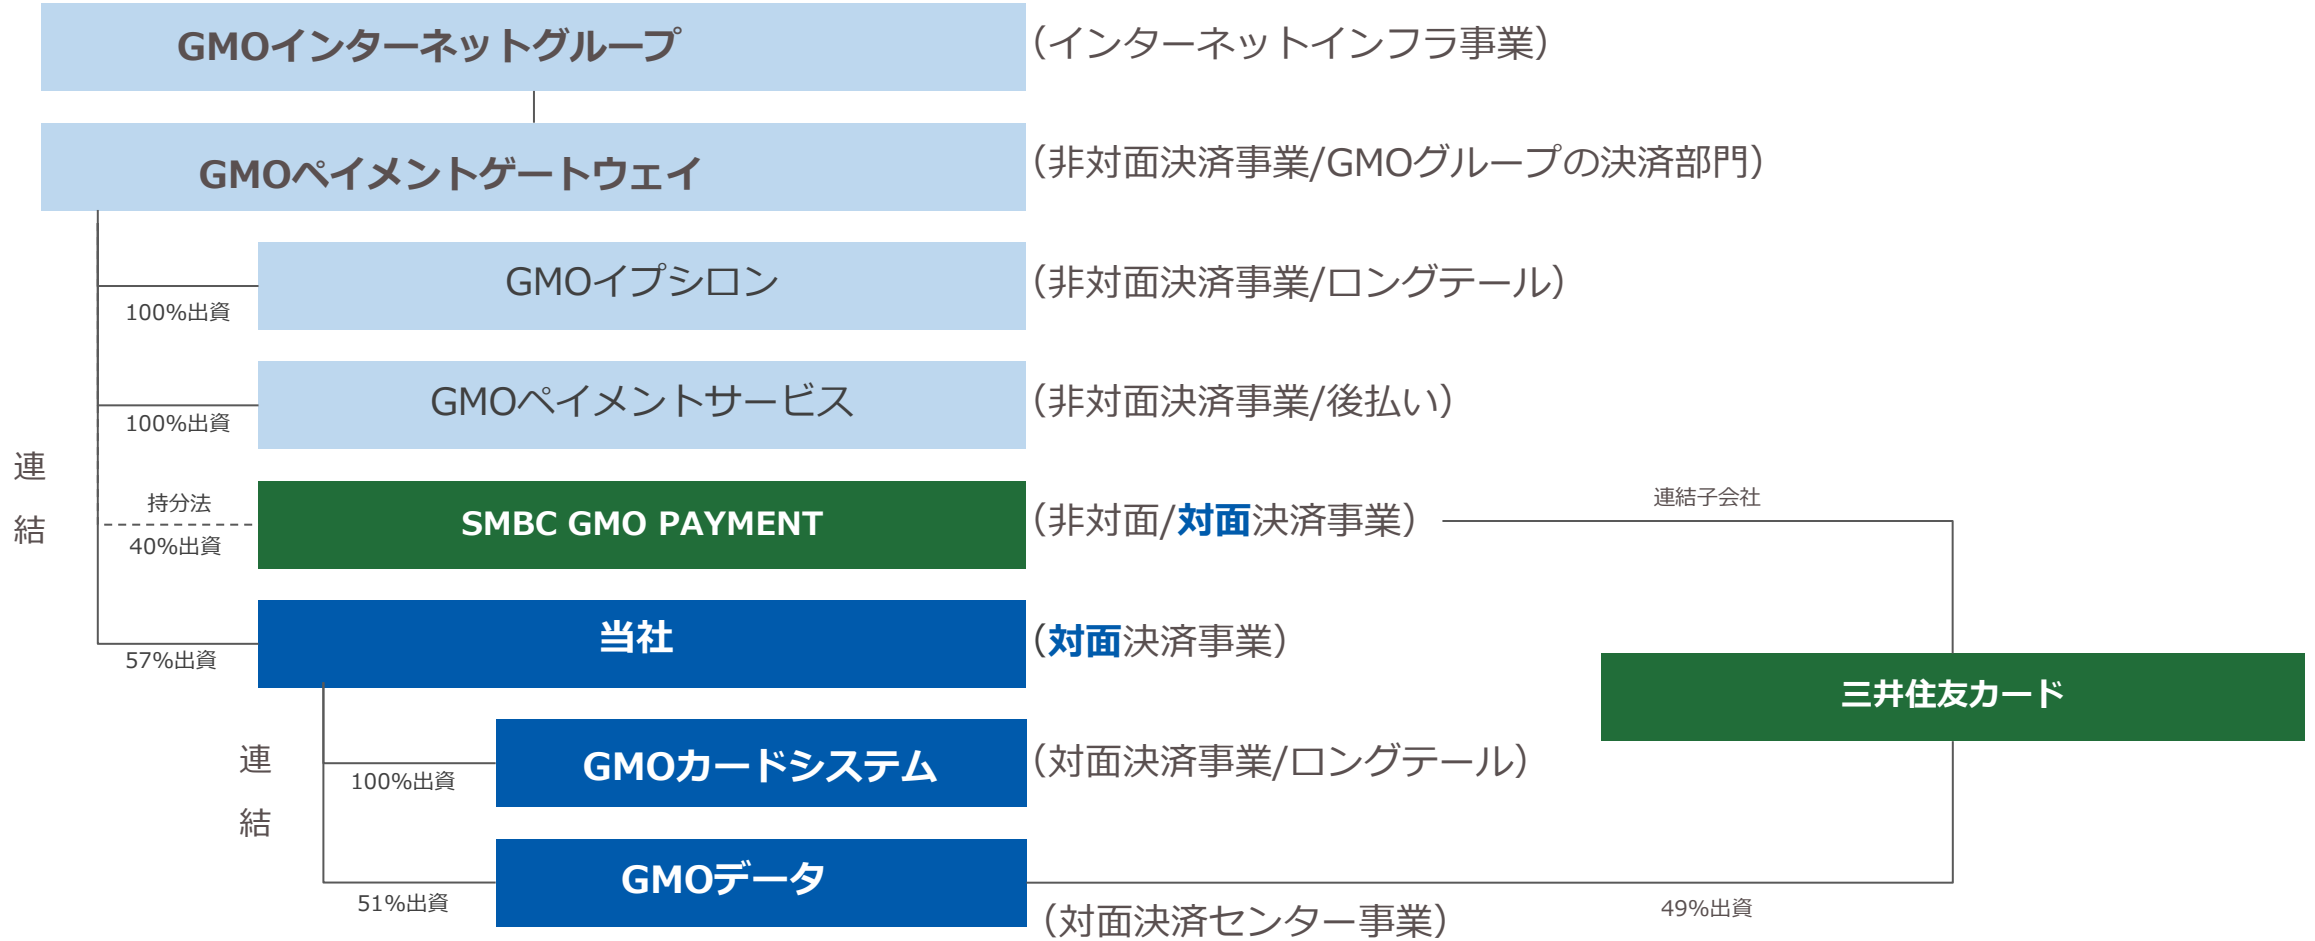 GMOインターネットグループ
（インターネットインフラ事業）
GMOペイメントゲートウェイ
（非対面決済事業/GMOグループの決済部門）
GMOイプシロン
（非対面決済事業/ロングテール）
100%出資
GMOペイメントサービス
（非対面決済事業/後払い）
100%出資
連
結
持分法
40%出資
SMBC GMO PAYMENT
（非対面/対面決済事業）
連結子会社
当社
（対面決済事業）
57%出資
三井住友カード
連
結
GMOカードシステム
（対面決済事業/ロングテール）
100%出資
GMOデータ
51%出資
（対面決済センター事業）
49%出資